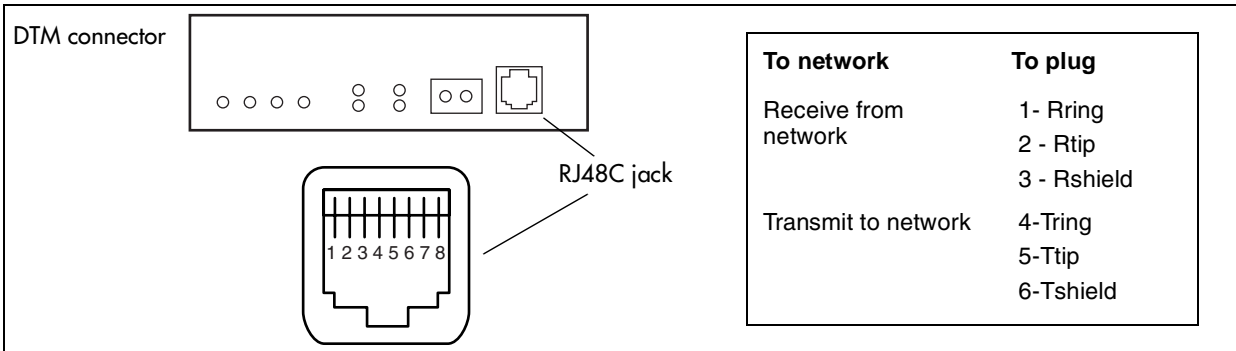 DTM connector
RJ48C jack
1 2 3 4 5 6 7 8
To network To plug
Receive from 1- Rring
network
2 - Rtip
3 - Rshield
Transmit to network 4-Tring
5-Ttip
6-Tshield